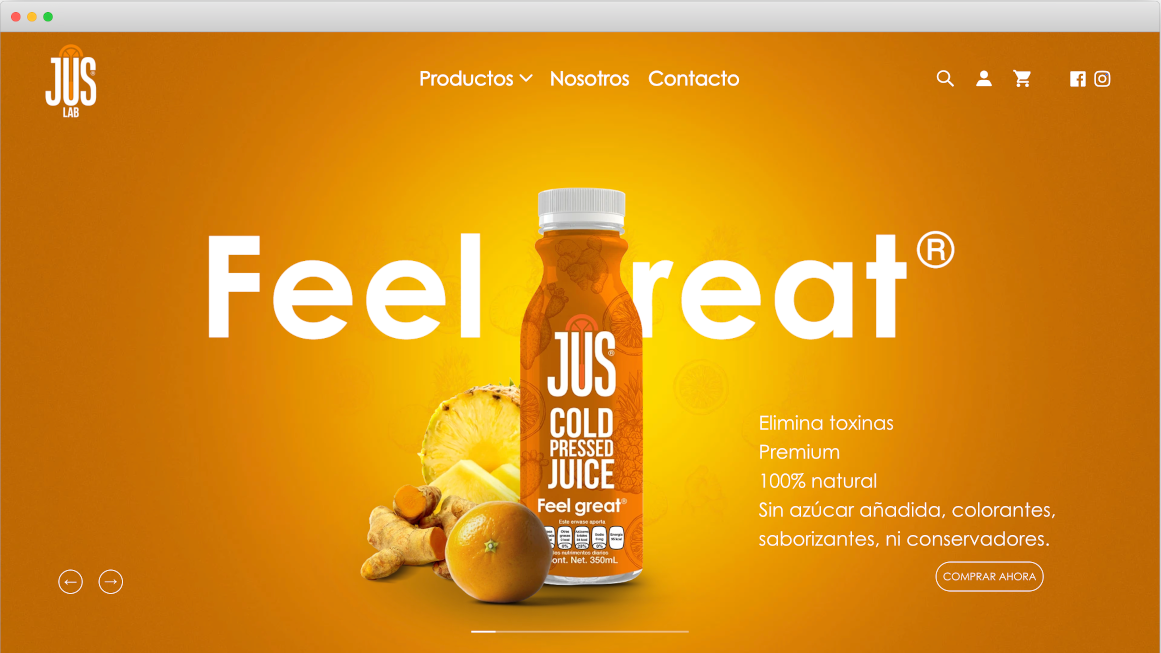 JUS®
LAB
Productos
Nosotros
Contacto
Feel reat®
JUS®
COLD
PRESSED
JUICE
Feel great®
Este envase aporta
Cont. Net. 350mL
Elimina toxinas
Premium
100% natural
Sin azúcar añadida, colorantes,
saborizantes, ni conservadores.
← →
COMPRAR AHORA